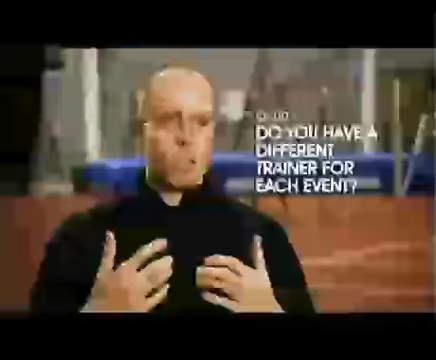 DO YOU HAVE A
DIFFERENT
TRAINER FOR
EACH EVENT?